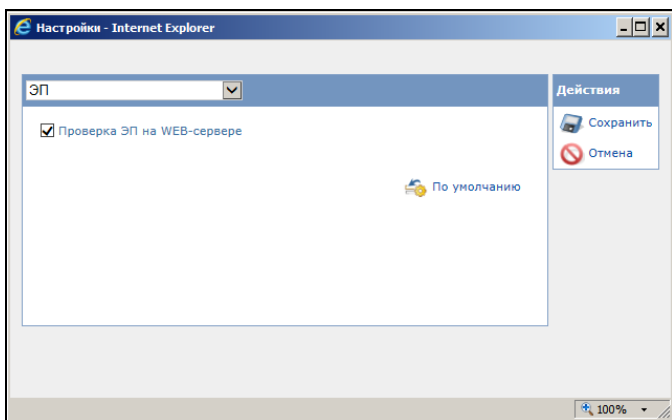 Настройки - Internet Explorer
ЭП
Действия
Проверка ЭП на WEB-сервере
Сохранить
Отмена
По умолчанию
100%